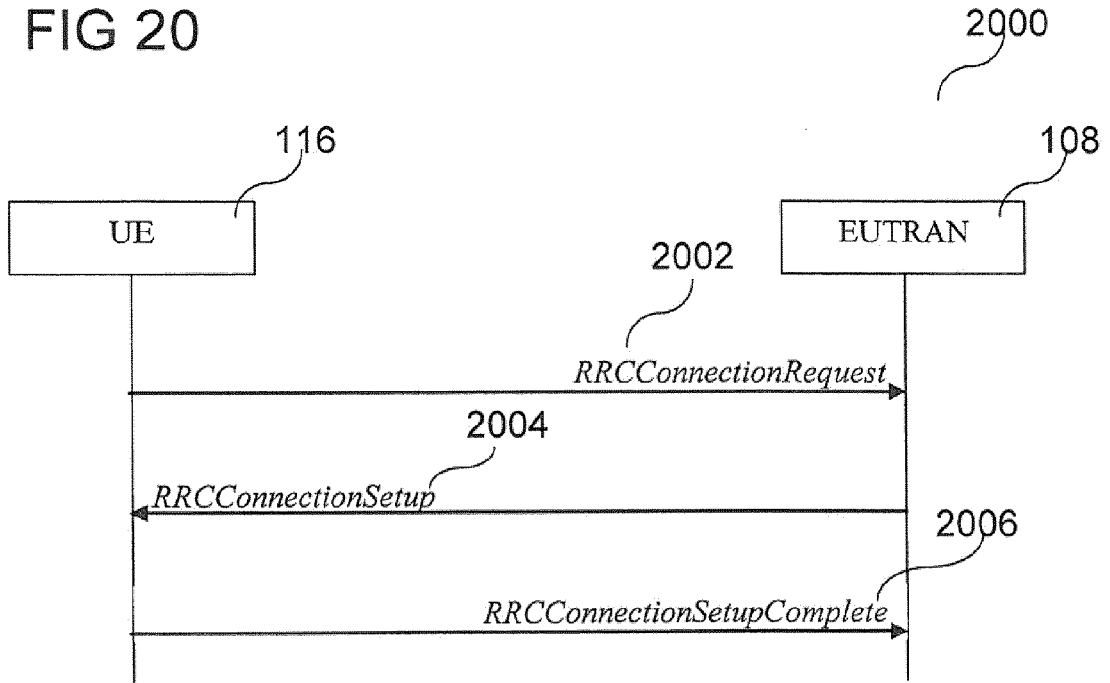 FIG 20
2000
116
108
UE
EUTRAN
2002
RRCConnectionRequest
2004
RRCConnectionSetup
2006
RRCConnectionSetupComplete